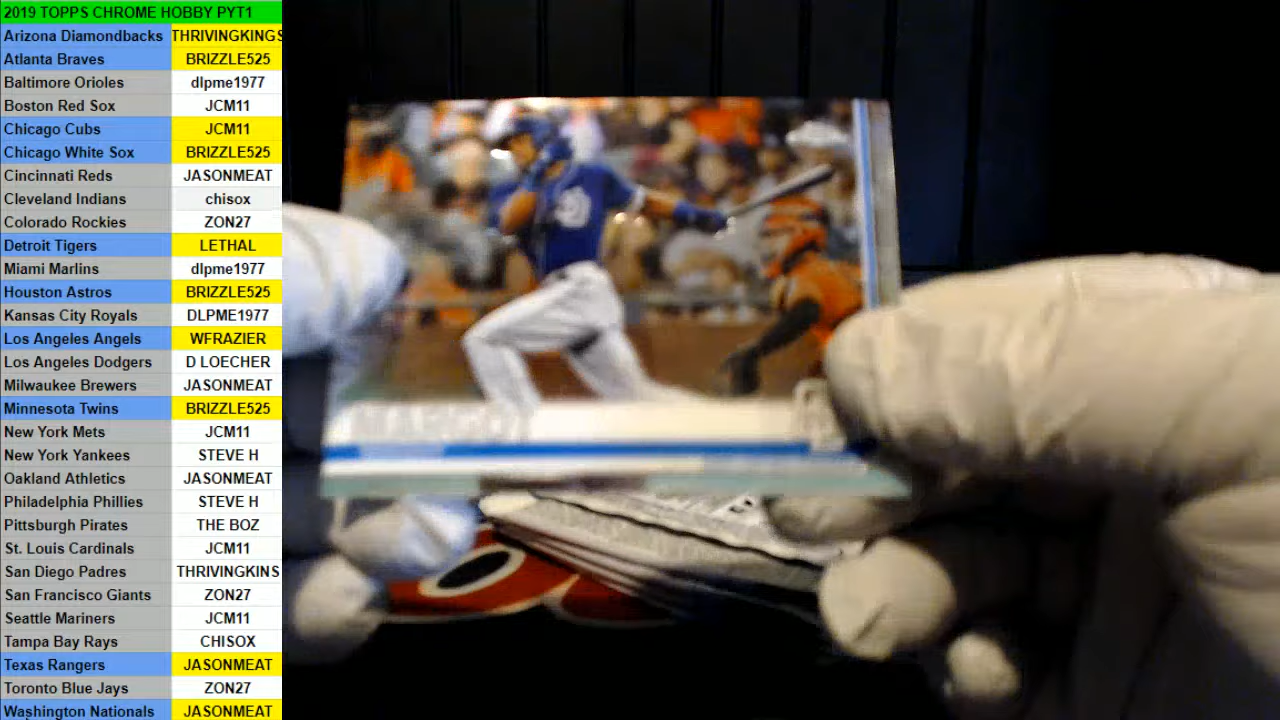 2019 TOPPS CHROME HOBBY PYT1
Arizona Diamondbacks THRIVINGKINGS
Atlanta Braves BRIZZLE525
Baltimore Orioles dlpme1977
Boston Red Sox JCM11
Chicago Cubs JCM11
Chicago White Sox BRIZZLE525
Cincinnati Reds JASONMEAT
Cleveland Indians chisox
Colorado Rockies ZON27
Detroit Tigers LETHAL
Miami Marlins dlpme1977
Houston Astros BRIZZLE525
Kansas City Royals DLPME1977
Los Angeles Angels WFRAZIER
Los Angeles Dodgers D LOECHER
Milwaukee Brewers JASONMEAT
Minnesota Twins BRIZZLE525
New York Mets JCM11
New York Yankees STEVE H
Oakland Athletics JASONMEAT
Philadelphia Phillies STEVE H
Pittsburgh Pirates THE BOZ
St. Louis Cardinals JCM11
San Diego Padres THRIVINGKINS
San Francisco Giants ZON27
Seattle Mariners JCM11
Tampa Bay Rays CHISOX
Texas Rangers JASONMEAT
Toronto Blue Jays ZON27
Washington Nationals JASONMEAT
MARGOT